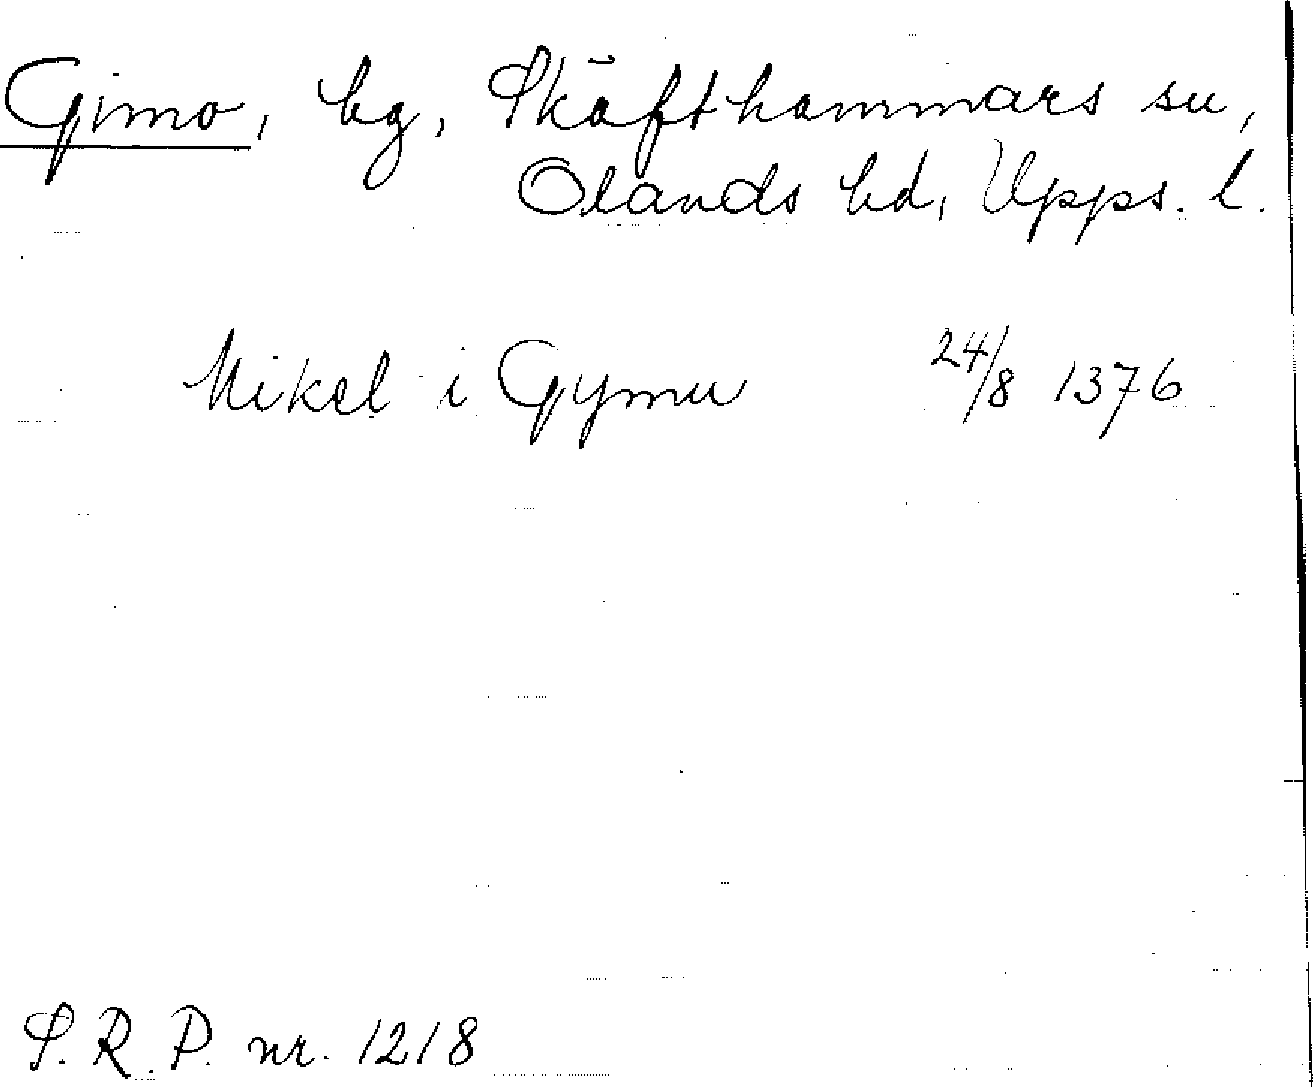 Gimo, bg, Skäfthammars sn,
Olands hd, Upps. l.
Mikel i Gymu 24/8 1376
S. R. P. nr. 1218